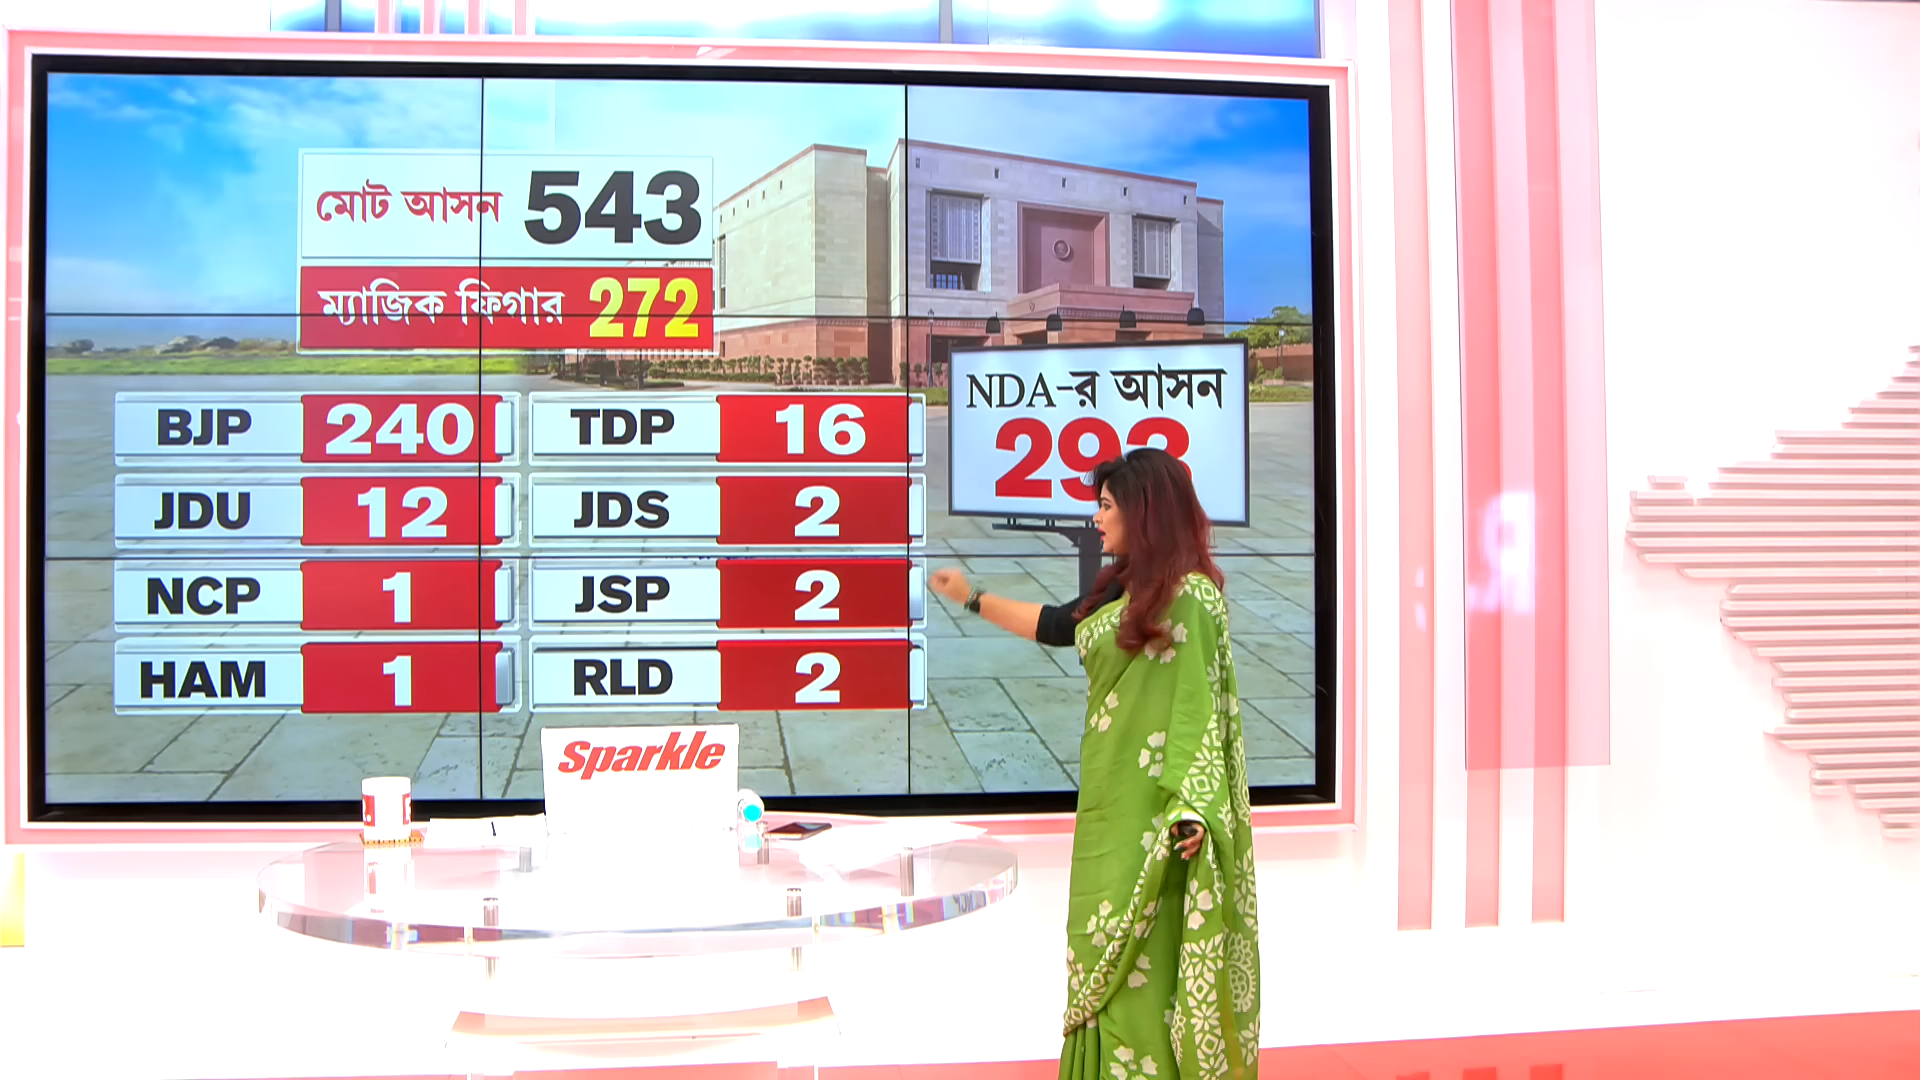 মোট আসন 543
ম্যাজিক ফিগার 272
NDA-র আসন
293
BJP 240 TDP 16
JDU 12 JDS 2
NCP 1 JSP 2
HAM 1 RLD 2
Sparkle